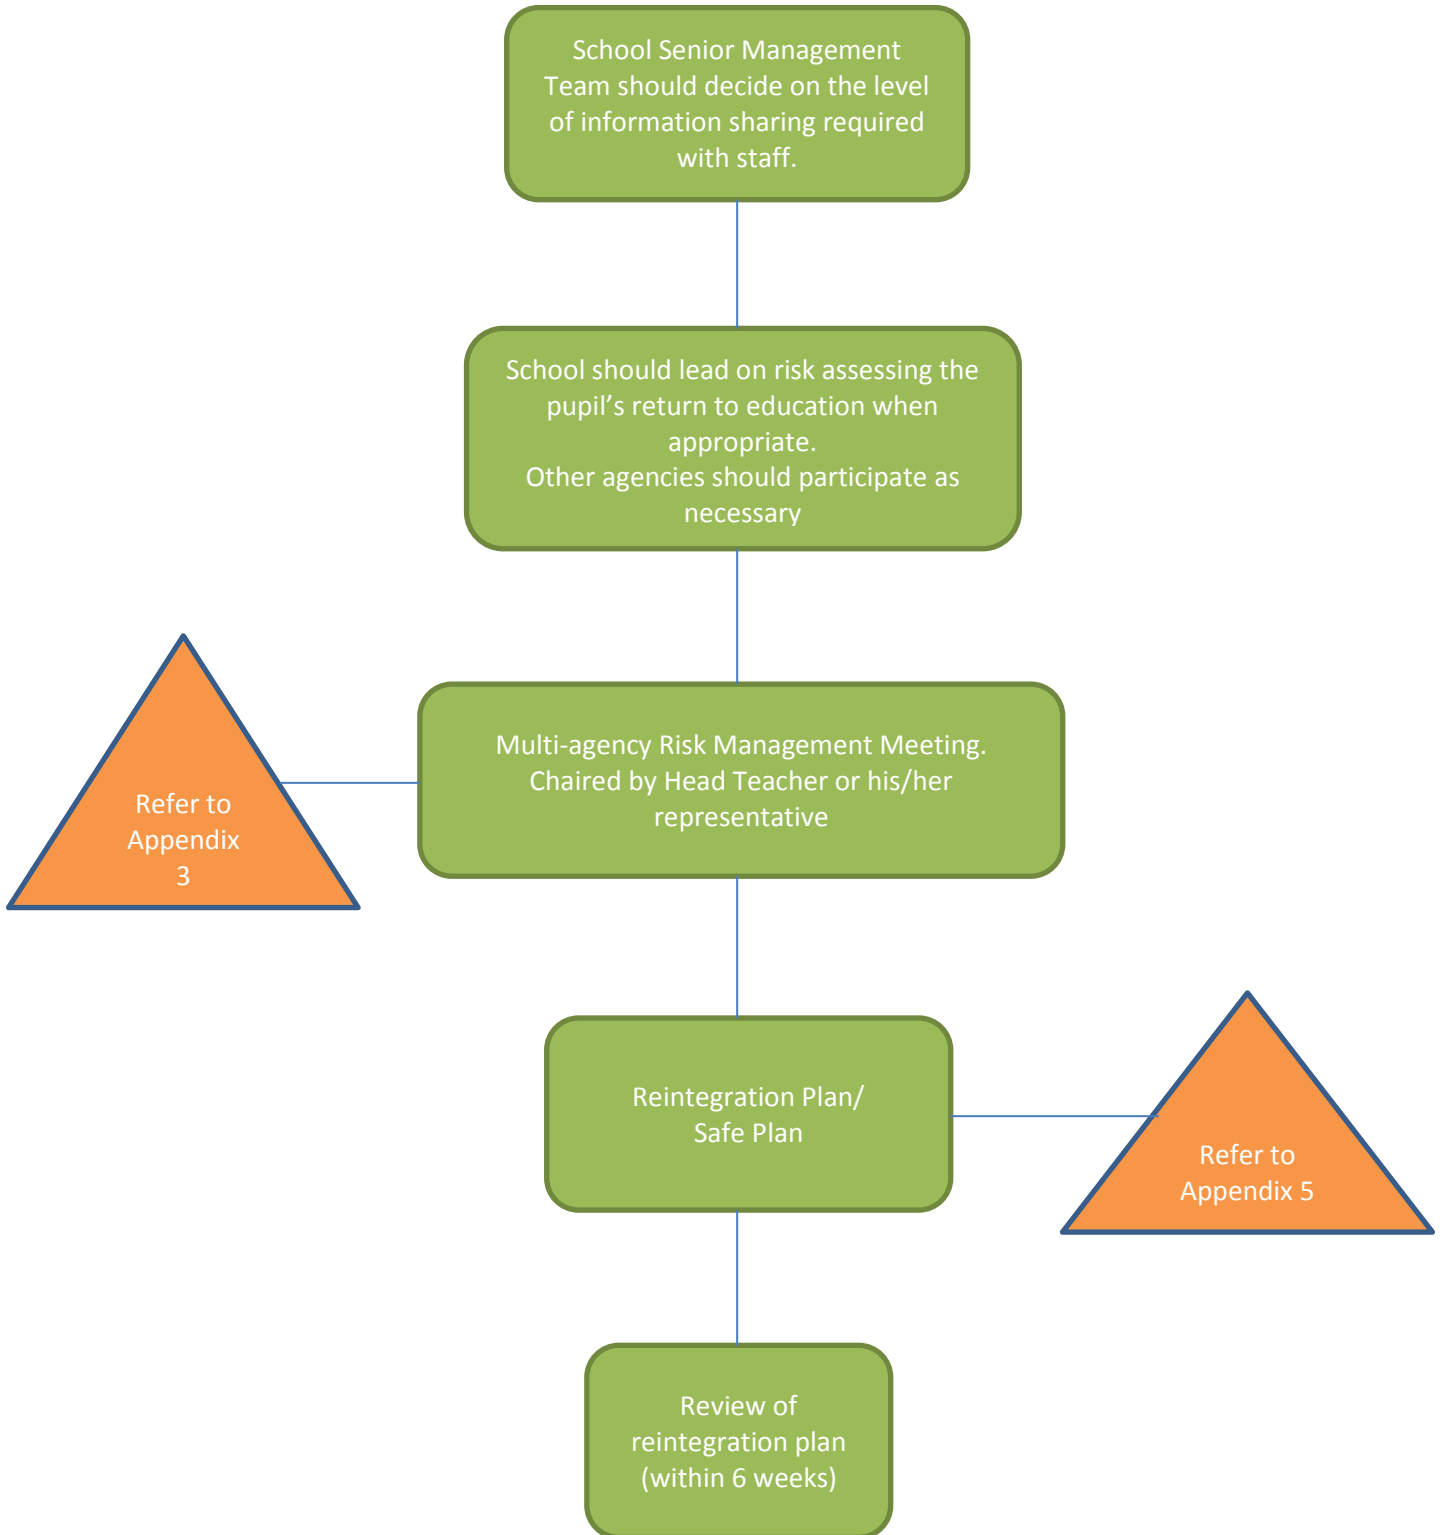 School Senior Management
Team should decide on the level
of information sharing required
with staff.
School should lead on risk assessing the
pupil’s return to education when
appropriate.
Other agencies should participate as
necessary
Multi-agency Risk Management Meeting.
Chaired by Head Teacher or his/her
representative
Refer to
Appendix
3
Reintegration Plan/
Safe Plan
Refer to
Appendix 5
Review of
reintegration plan
(within 6 weeks)